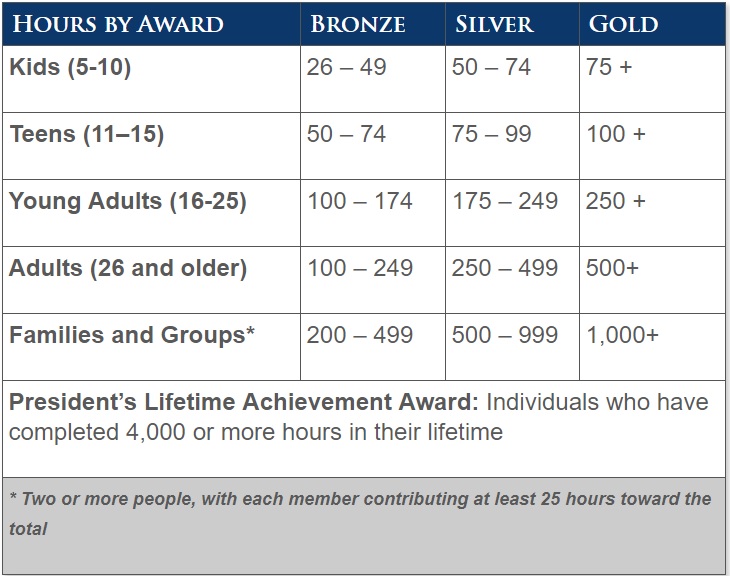 HOURS BY AWARD BRONZE SILVER GOLD
Kids (5-10) 26 – 49 50 – 74 75 +
Teens (11–15) 50 – 74 75 – 99 100 +
Young Adults (16-25) 100 – 174 175 – 249 250 +
Adults (26 and older) 100 – 249 250 – 499 500+
Families and Groups* 200 – 499 500 – 999 1,000+
President’s Lifetime Achievement Award: Individuals who have
completed 4,000 or more hours in their lifetime
* Two or more people, with each member contributing at least 25 hours toward the
total